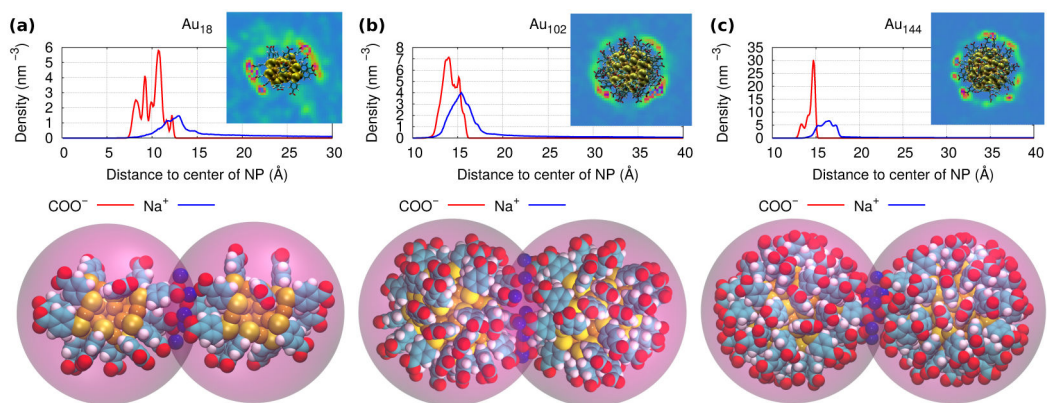 (a)
Au18
Density (nm⁻³)
6
5
4
3
2
1
0
0 5 10 15 20 25 30
Distance to center of NP (Å)
COO⁻ Na⁺
(b)
Au102
Density (nm⁻³)
8
7
6
5
4
3
2
1
0
10 15 20 25 30 35 40
Distance to center of NP (Å)
COO⁻ Na⁺
(c)
Au144
Density (nm⁻³)
35
30
25
20
15
10
5
0
10 15 20 25 30 35 40
Distance to center of NP (Å)
COO⁻ Na⁺